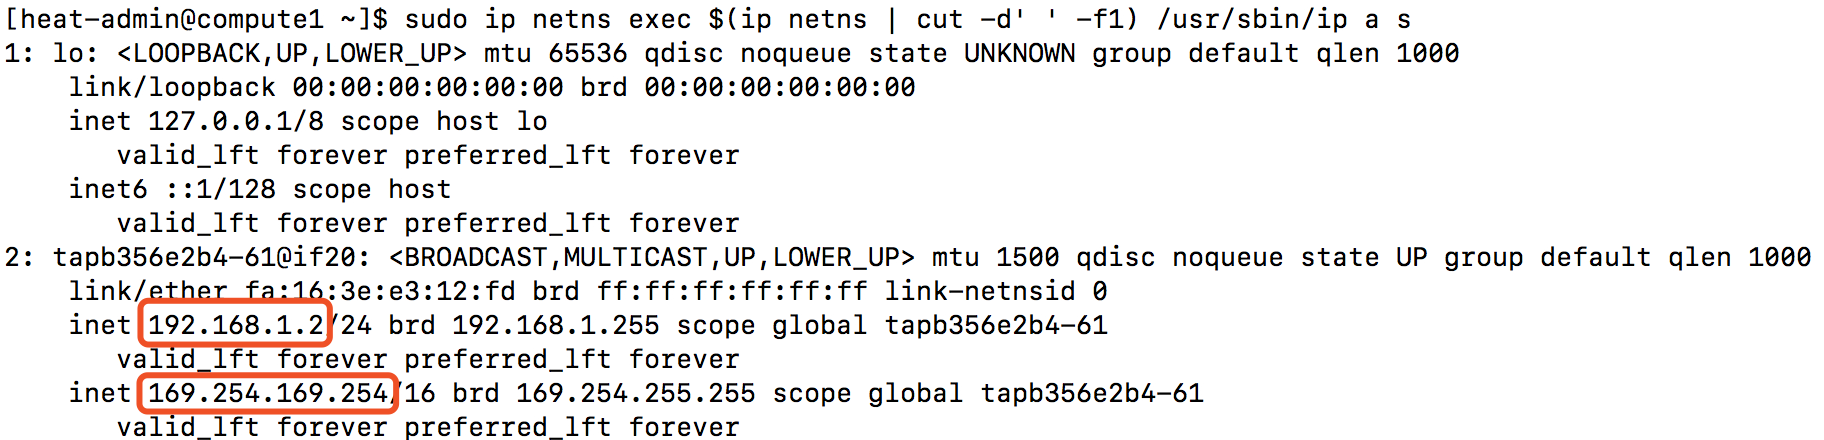 [heat-admin@compute1 ~]$ sudo ip netns exec $(ip netns | cut -d' ' -f1) /usr/sbin/ip a s
1: lo: <LOOPBACK,UP,LOWER_UP> mtu 65536 qdisc noqueue state UNKNOWN group default qlen 1000
    link/loopback 00:00:00:00:00:00 brd 00:00:00:00:00:00
    inet 127.0.0.1/8 scope host lo
       valid_lft forever preferred_lft forever
    inet6 ::1/128 scope host
       valid_lft forever preferred_lft forever
2: tapb356e2b4-61@if20: <BROADCAST,MULTICAST,UP,LOWER_UP> mtu 1500 qdisc noqueue state UP group default qlen 1000
    link/ether fa:16:3e:e3:12:fd brd ff:ff:ff:ff:ff:ff link-netnsid 0
    inet 192.168.1.2/24 brd 192.168.1.255 scope global tapb356e2b4-61
       valid_lft forever preferred_lft forever
    inet 169.254.169.254/16 brd 169.254.255.255 scope global tapb356e2b4-61
       valid_lft forever preferred_lft forever